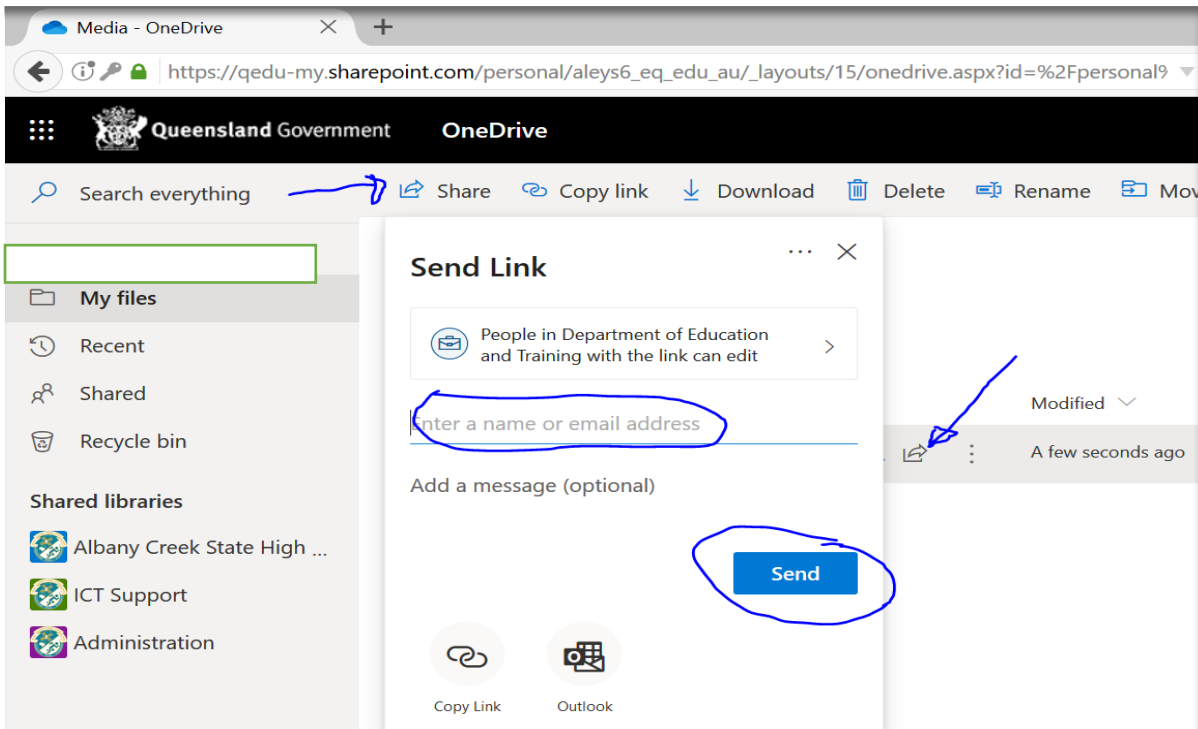 Media - OneDrive
https://qedu-my.sharepoint.com/personal/aleys6_eq_edu_au/_layouts/15/onedrive.aspx?id=%2Fpersonal%
Queensland Government OneDrive
Search everything Share Copy link Download Delete Rename Mov
Send Link
People in Department of Education
and Training with the link can edit
Enter a name or email address
Add a message (optional)
Send
Copy Link Outlook
My files
Recent
Shared
Recycle bin
Shared libraries
Albany Creek State High ...
ICT Support
Administration
Modified
A few seconds ago